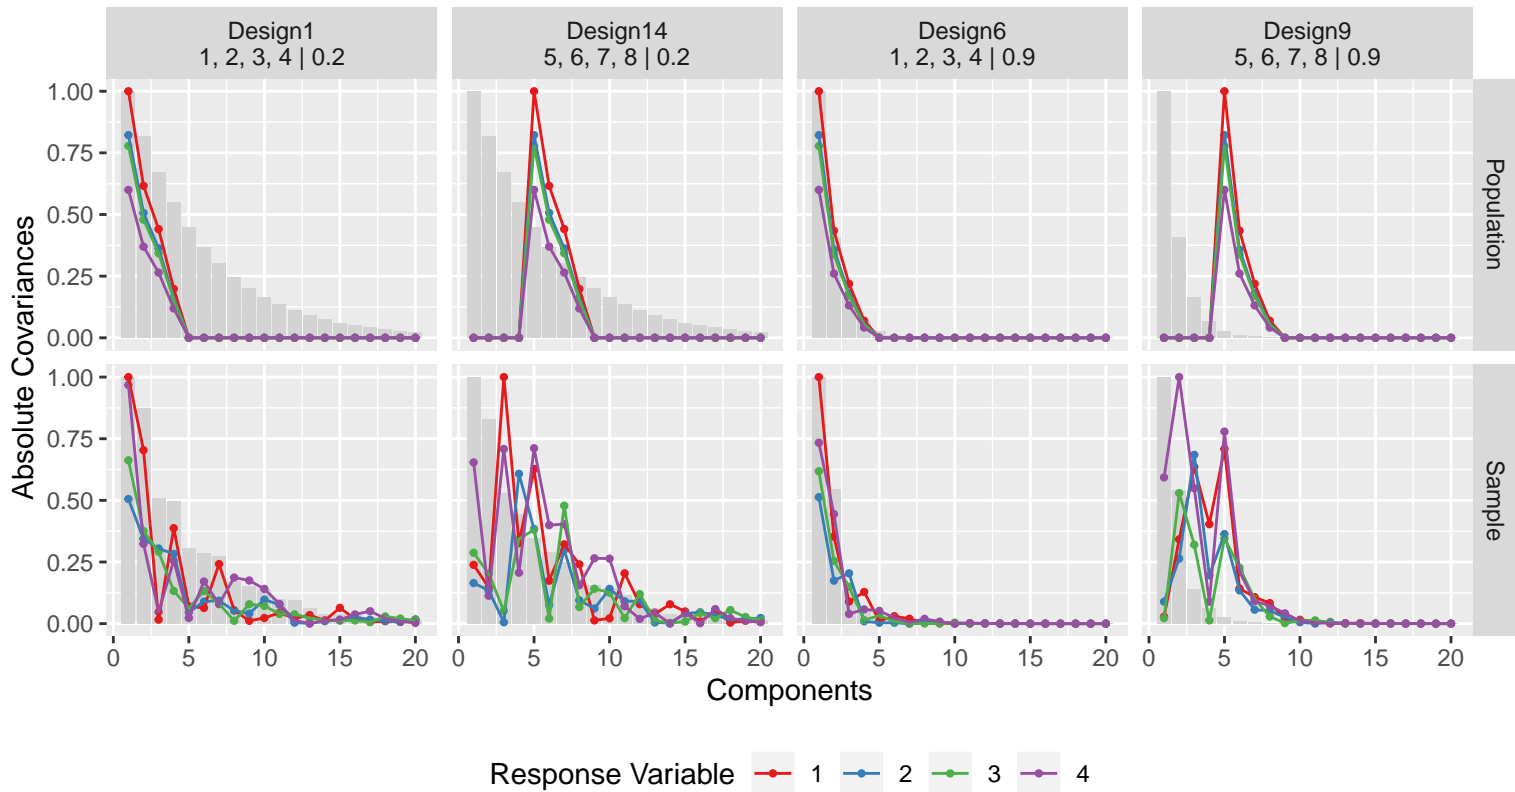 Design1
1, 2, 3, 4 | 0.2
Design14
5, 6, 7, 8 | 0.2
Design6
1, 2, 3, 4 | 0.9
Design9
5, 6, 7, 8 | 0.9
Absolute Covariances
1.00
0.75
0.50
0.25
0.00
Population
1.00
0.75
0.50
0.25
0.00
Sample
0 5 10 15 20
0 5 10 15 20
0 5 10 15 20
0 5 10 15 20
Components
Response Variable 1 2 3 4